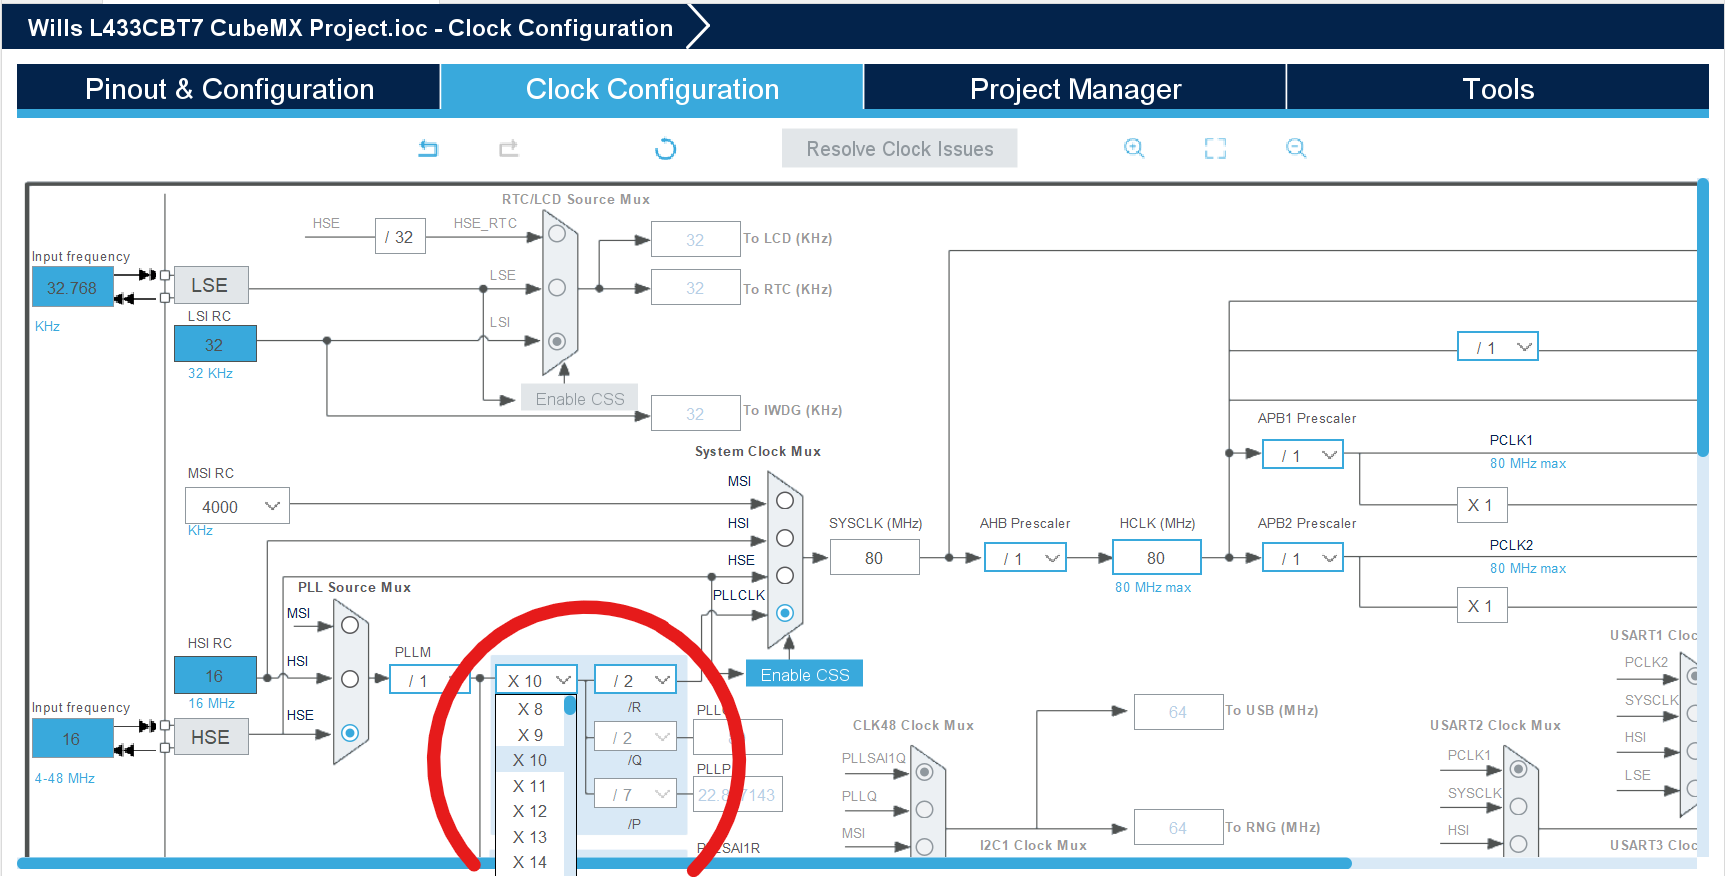 Wills L433CBT7 CubeMX Project.ioc - Clock Configuration
Pinout & Configuration
Clock Configuration
Project Manager
Tools
Resolve Clock Issues
RTC/LCD Source Mux
HSE
/ 32
HSE_RTC
32
To LCD (KHz)
Input frequency
32.768
KHz
LSE
LSE
32
To RTC (KHz)
LSI RC
32
32 KHz
LSI
Enable CSS
32
To IWDG (KHz)
/ 1
APB1 Prescaler
/ 1
PCLK1
80 MHz max
X 1
System Clock Mux
MSI RC
4000
KHz
MSI
HSI
HSE
PLLCLK
SYSCLK (MHz)
80
AHB Prescaler
/ 1
HCLK (MHz)
80
80 MHz max
APB2 Prescaler
/ 1
PCLK2
80 MHz max
X 1
PLL Source Mux
MSI
HSI RC
16
16 MHz
HSI
HSE
Input frequency
16
4-48 MHz
HSE
PLLM
/ 1
X 10
X 8
X 9
X 10
X 11
X 12
X 13
X 14
/ 2
/R
/ 2
/Q
/ 7
/P
PLLP
Enable CSS
CLK48 Clock Mux
PLLSAI1Q
PLLQ
MSI
64
To USB (MHz)
64
To RNG (MHz)
I2C1 Clock Mux
USART2 Clock Mux
PCLK1
SYSCLK
HSI
USART1 Cloc
PCLK2
SYSCLK
HSI
LSE
USART3 Cloc